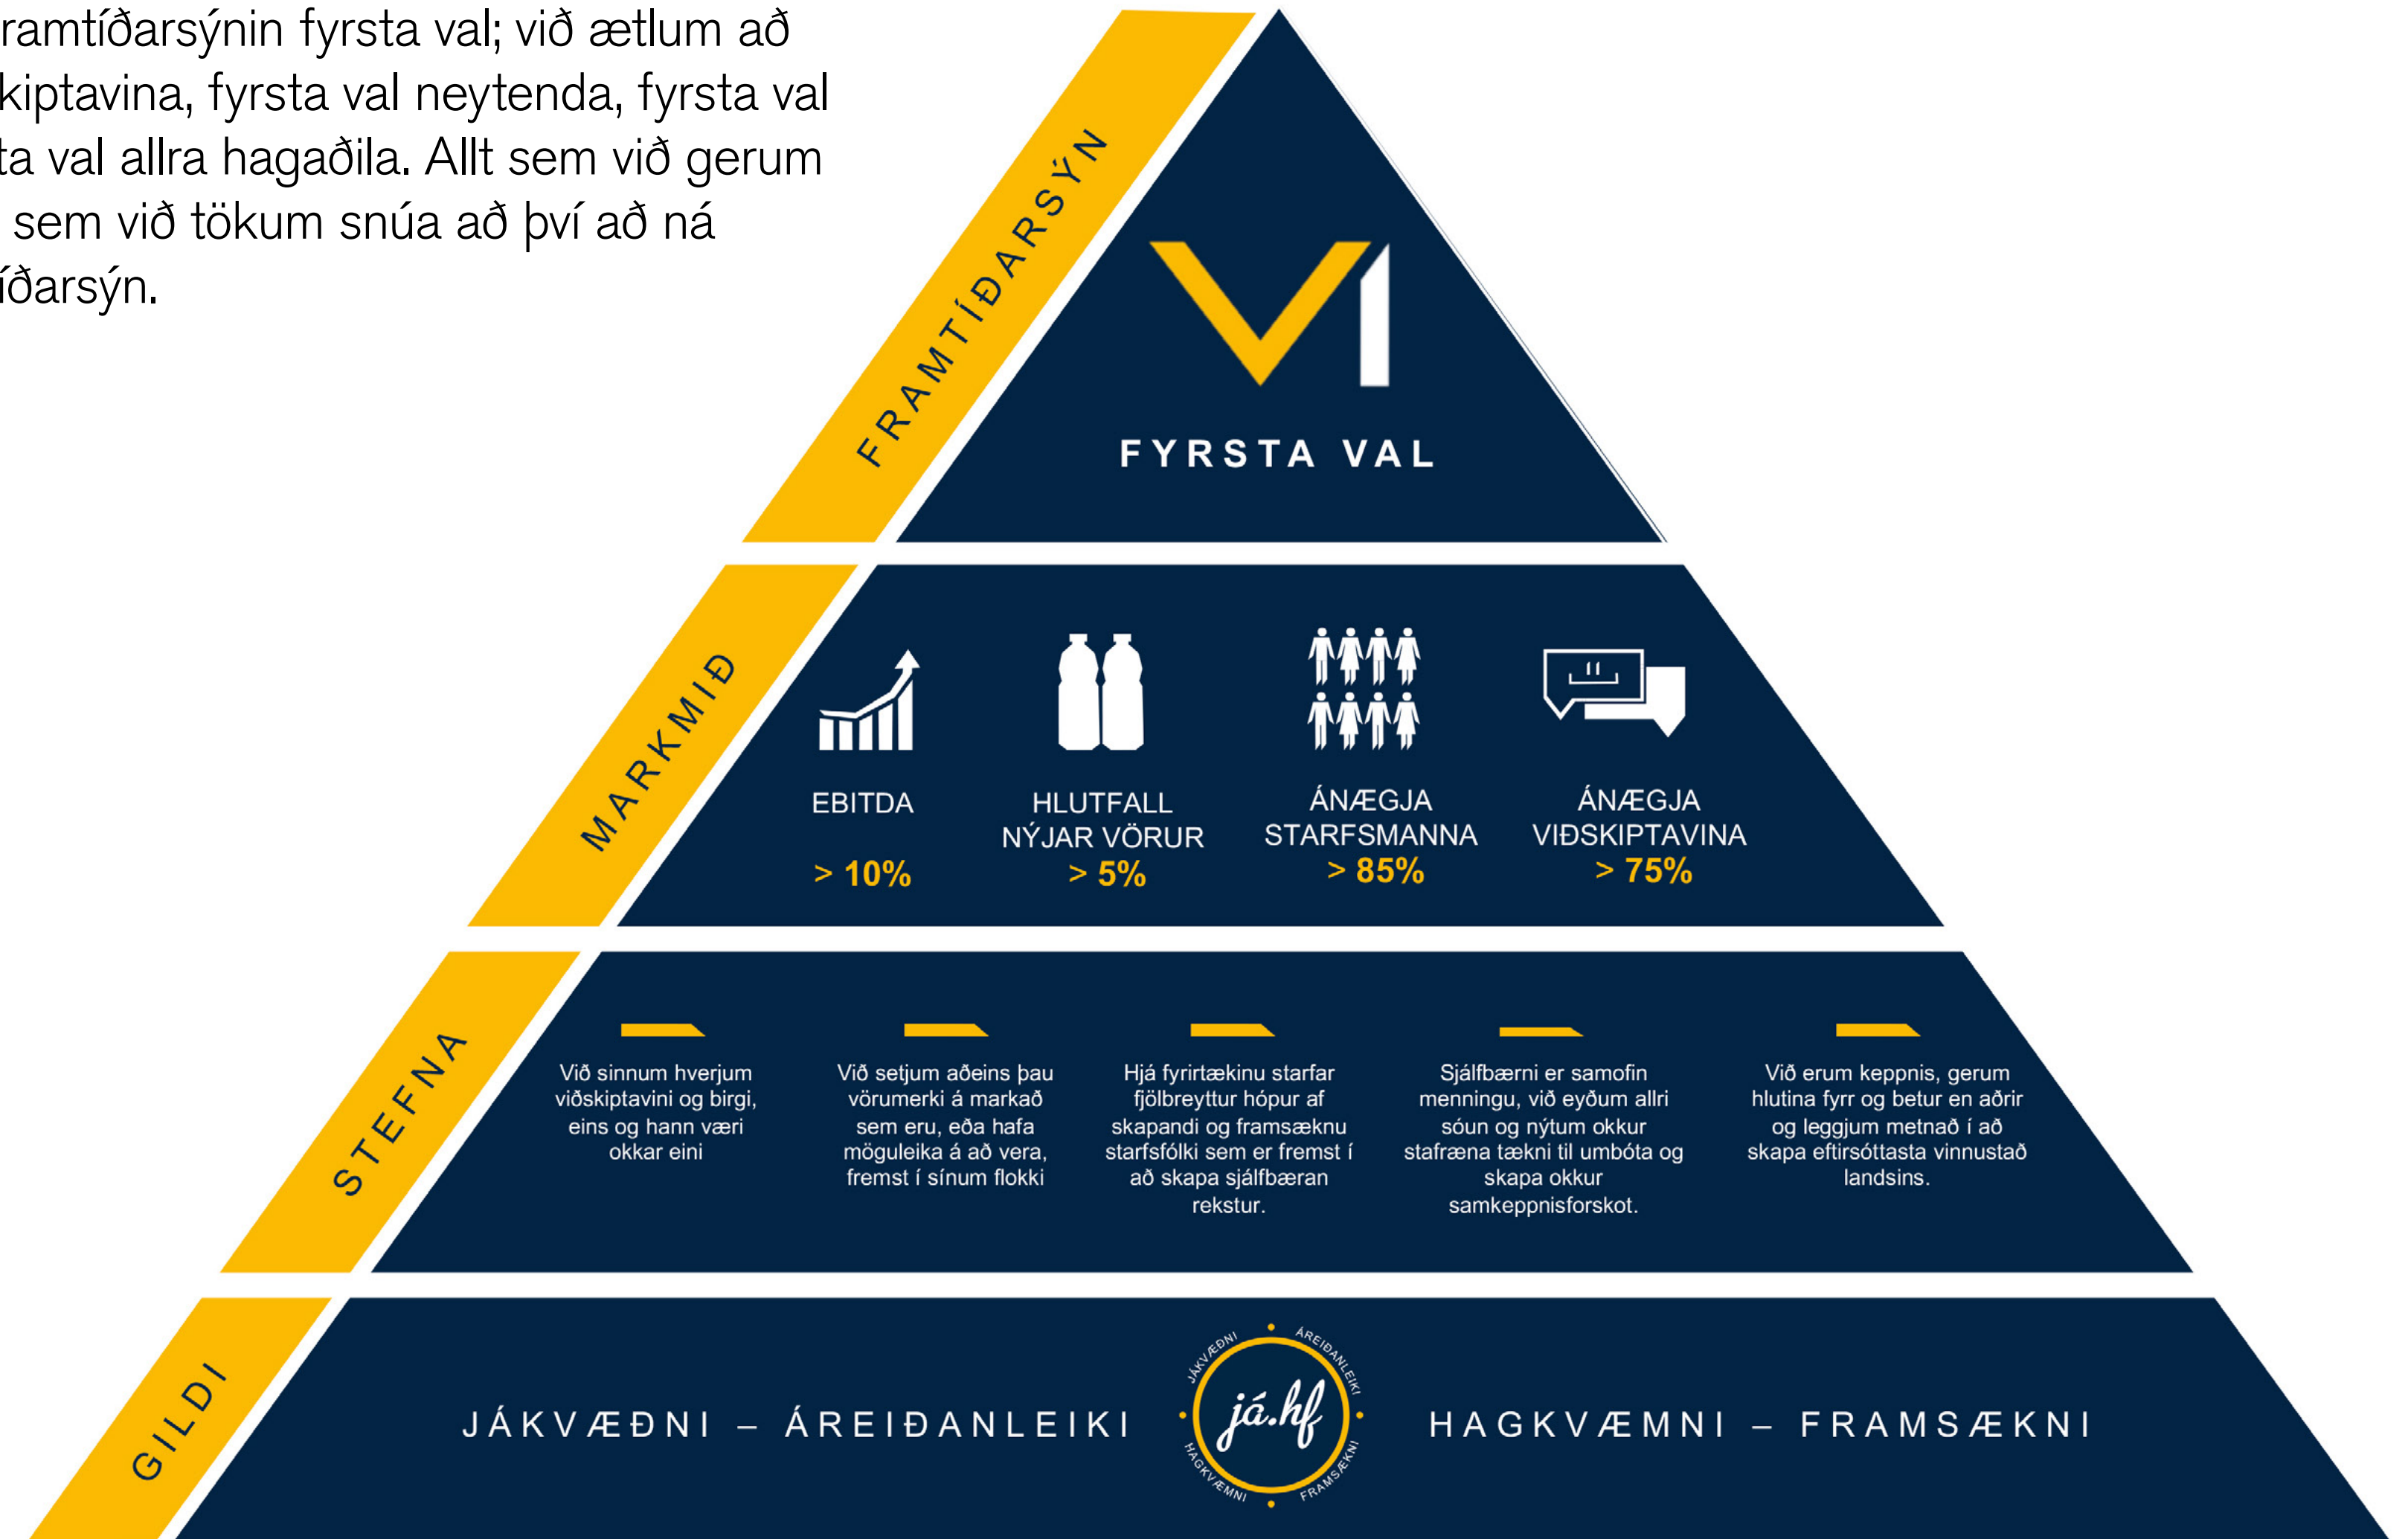 ramtíðarsýnin fyrsta val; við ætlum að
kiptavina, fyrsta val neytenda, fyrsta val
ta val allra hagaðila. Allt sem við gerum
sem við tökum snúa að því að ná
íðarsýn.
FRAMTÍÐARSÝN
V1
FYRSTA VAL
MARKMIÐ
EBITDA
> 10%
HLUTFALL
NÝJAR VÖRUR
> 5%
ÁNÆGJA
STARFSMANNA
> 85%
ÁNÆGJA
VIÐSKIPTAVINA
> 75%
STEFNA
Við sinnum hverjum
viðskiptavini og birgi,
eins og hann væri
okkar eini
Við setjum aðeins þau
vörumerki á markað
sem eru, eða hafa
möguleika á að vera,
fremst í sínum flokki
Hjá fyrirtækinu starfar
fjölbreyttur hópur af
skapandi og framsæknu
starfsfólki sem er fremst í
að skapa sjálfbæran
rekstur.
Sjálfbærni er samofin
menningu, við eyðum allri
sóun og nýtum okkur
stafræna tækni til umbóta og
skapa okkur
samkeppnisforskot.
Við erum keppnis, gerum
hlutina fyrr og betur en aðrir
og leggjum metnað í að
skapa eftirsóttasta vinnustað
landsins.
GILDI
JÁKVÆÐNI – ÁREIÐANLEIKI
JÁKVÆÐNI
ÁREIÐANLEIKI
já.hf
HAGKVÆMNI
FRAMSÆKNI
HAGKVÆMNI – FRAMSÆKNI